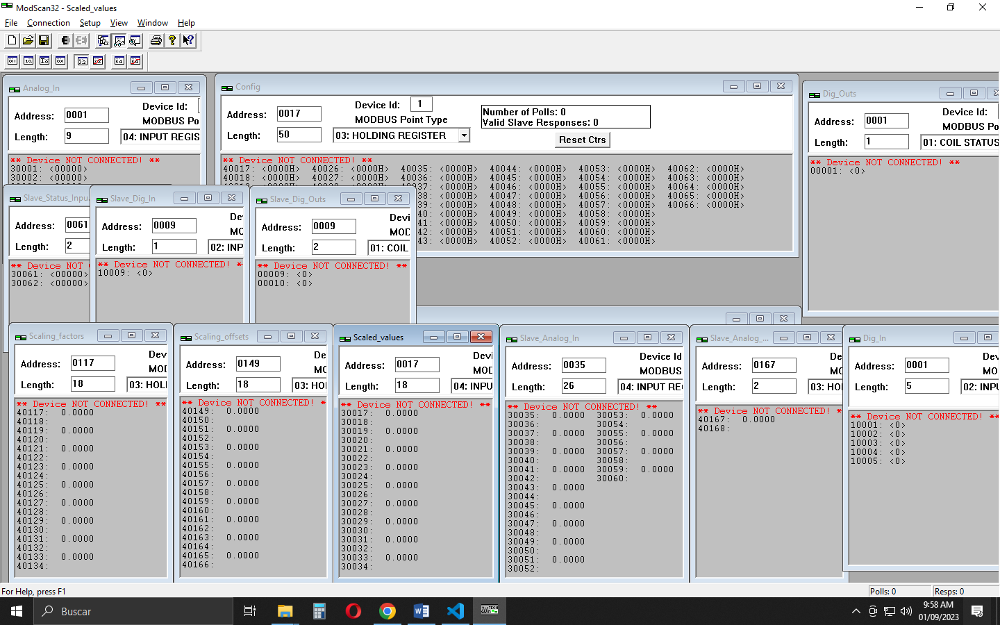 ModScan32 - Scaled_values
File Connection Setup View Window Help
Analog_In
Address: 0001
Device Id:
MODBUS Po
Length: 9
04: INPUT REGIS
** Device NOT CONNECTED! **
30001: <00000>
30002: <00000>
Config
Address: 0017
Device Id: 1
MODBUS Point Type
Length: 50
03: HOLDING REGISTER
Number of Polls: 0
Valid Slave Responses: 0
Reset Ctrs
** Device NOT CONNECTED! **
40017: <0000H> 40026: <0000H> 40035: <0000H> 40044: <0000H> 40053: <0000H> 40062: <0000H>
40018: <0000H> 40027: <0000H> 40036: <0000H> 40045: <0000H> 40054: <0000H> 40063: <0000H>
037: <0000H> 40046: <0000H> 40055: <0000H> 40064: <0000H>
38: <0000H> 40047: <0000H> 40056: <0000H> 40065: <0000H>
39: <0000H> 40048: <0000H> 40057: <0000H> 40066: <0000H>
40: <0000H> 40049: <0000H> 40058: <0000H>
41: <0000H> 40050: <0000H> 40059: <0000H>
42: <0000H> 40051: <0000H> 40060: <0000H>
43: <0000H> 40052: <0000H> 40061: <0000H>
Dig_Outs
Address: 0001
Device Id:
MODBUS Po
Length: 1
01: COIL STATUS
** Device NOT CONNECTED! **
00001: <0>
Slave_Status_Inpu...
Address: 0061
Length: 2
** Device NOT C
30061: <00000>
30062: <00000>
Slave_Dig_In
Address: 0009
Dev
MO
Length: 1
02: INP
** Device NOT CONNECTED! **
10009: <0>
Slave_Dig_Outs
Address: 0009
Devi
MOD
Length: 2
01: COIL
** Device NOT CONNECTED! **
00009: <0>
00010: <0>
Scaling_factors
Address: 0117
Devi
MOD
Length: 18
03: HOL
** Device NOT CONNECTED! **
40117: 0.0000
40118:
40119: 0.0000
40120:
40121: 0.0000
40122:
40123: 0.0000
40124:
40125: 0.0000
40126:
40127: 0.0000
40128:
40129: 0.0000
40130:
40131: 0.0000
40132:
40133: 0.0000
40134:
Scaling_offsets
Address: 0149
De
MO
Length: 18
03: HO
** Device NOT CONNECTED! *
40149: 0.0000
40150:
40151: 0.0000
40152:
40153: 0.0000
40154:
40155: 0.0000
40156:
40157: 0.0000
40158:
40159: 0.0000
40160:
40161: 0.0000
40162:
40163: 0.0000
40164:
40165: 0.0000
40166:
Scaled_values
Address: 0017
Devi
MOD
Length: 18
04: INPU
** Device NOT CONNECTED! **
30017: 0.0000
30018:
30019: 0.0000
30020:
30021: 0.0000
30022:
30023: 0.0000
30024:
30025: 0.0000
30026:
30027: 0.0000
30028:
30029: 0.0000
30030:
30031: 0.0000
30032:
30033: 0.0000
30034:
Slave_Analog_In
Address: 0035
Device Id
MODBUS
Length: 26
04: INPUT RE
** Device NOT CONNECTED! **
30035: 0.0000 30053: 0.0000
30036: 30054:
30037: 0.0000 30055: 0.0000
30038: 30056:
30039: 0.0000 30057: 0.0000
30040: 30058:
30041: 0.0000 30059: 0.0000
30042: 30060:
30043: 0.0000
30044:
30045: 0.0000
30046:
30047: 0.0000
30048:
30049: 0.0000
30050:
30051: 0.0000
30052:
Slave_Analog_...
Address: 0167
De
MO
Length: 2
03: H
** Device NOT CONNECTED! *
40167: 0.0000
40168:
Dig_In
Address: 0001
Dev
MO
Length: 5
02: INP
** Device NOT CONNECTED! **
10001: <0>
10002: <0>
10003: <0>
10004: <0>
10005: <0>
For Help, press F1
Polls: 0
Resps: 0
Buscar
9:58 AM
01/09/2023